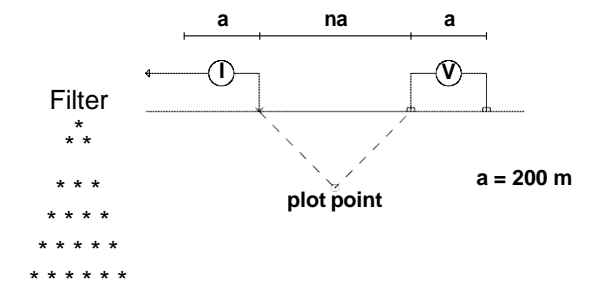 a na a
I V
Filter
*
* *
* * *
* * * *
* * * * *
* * * * * *
plot point
a = 200 m